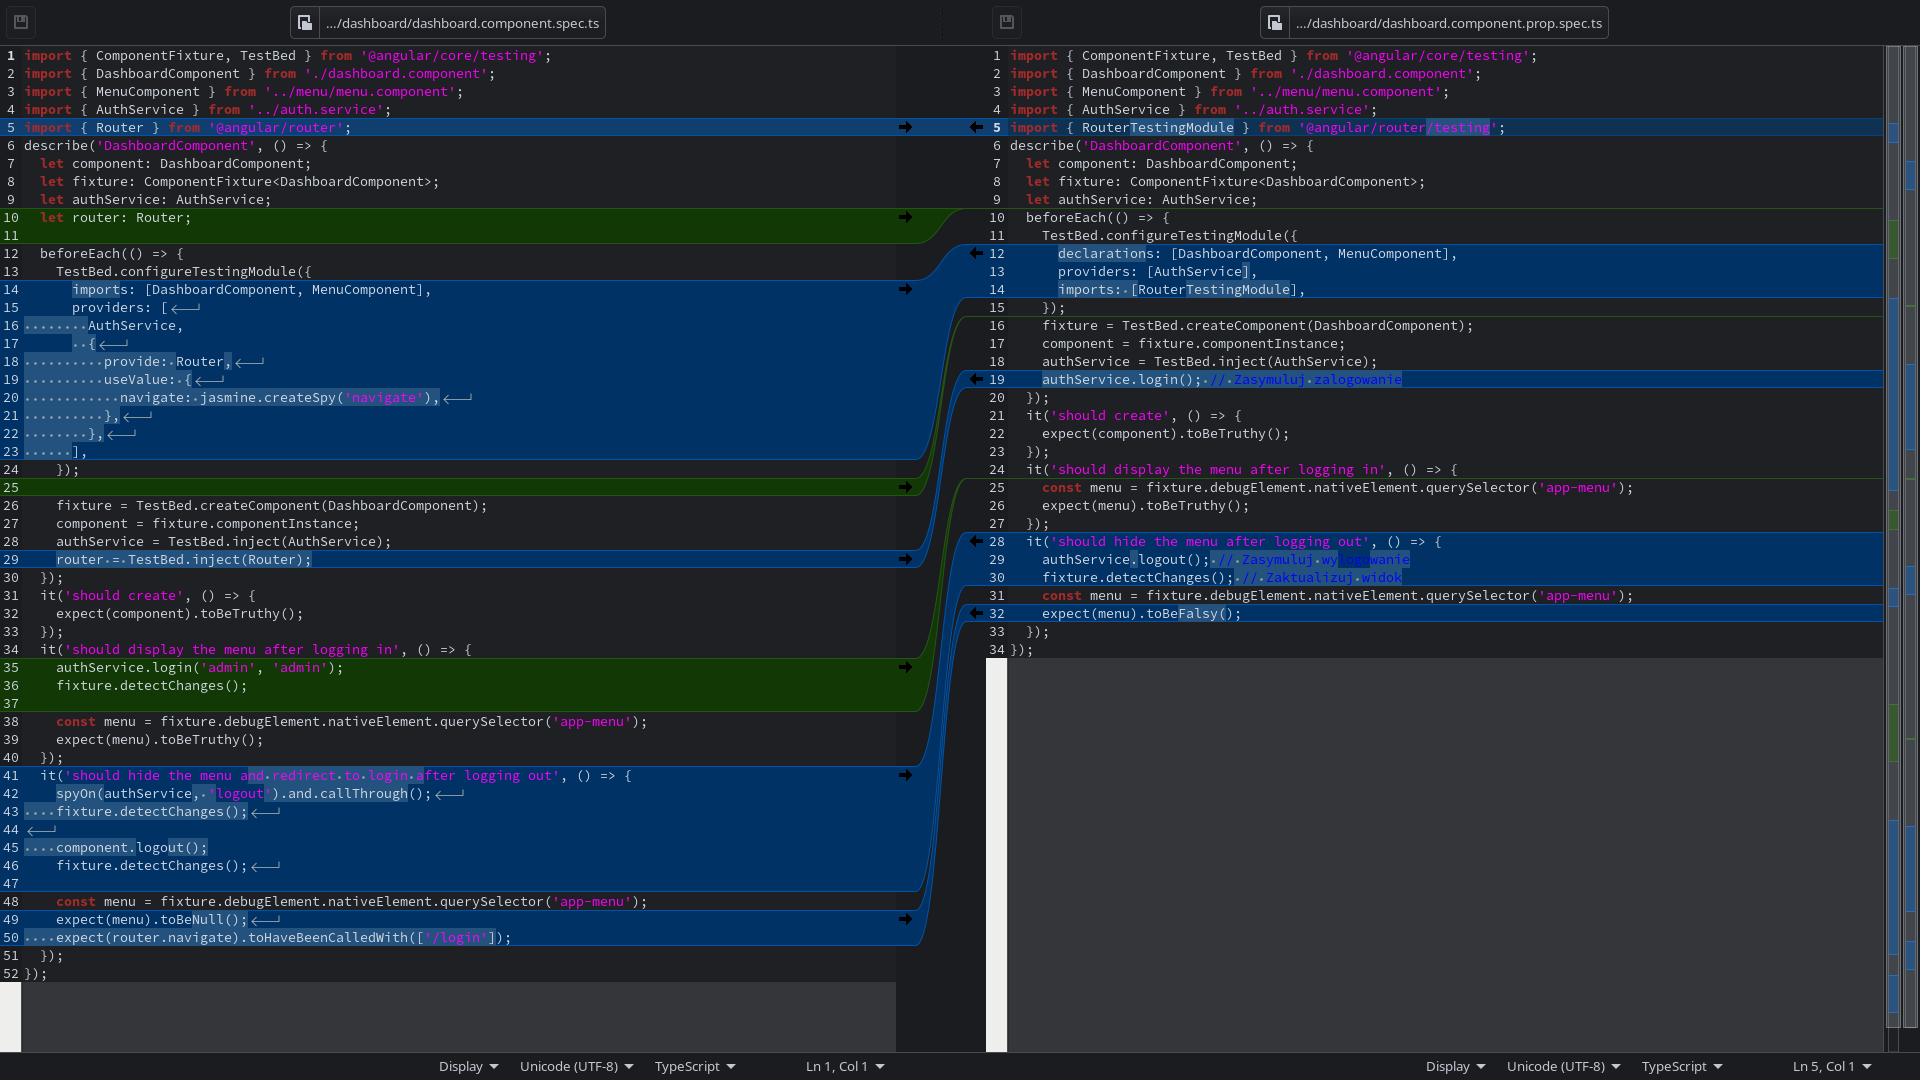 .../dashboard/dashboard.component.spec.ts
1 import { ComponentFixture, TestBed } from '@angular/core/testing';
2 import { DashboardComponent } from './dashboard.component';
3 import { MenuComponent } from '../menu/menu.component';
4 import { AuthService } from '../auth.service';
5 import { Router } from '@angular/router';
6 describe('DashboardComponent', () => {
7   let component: DashboardComponent;
8   let fixture: ComponentFixture<DashboardComponent>;
9   let authService: AuthService;
10   let router: Router;
11
12   beforeEach(() => {
13     TestBed.configureTestingModule({
14       imports: [DashboardComponent, MenuComponent],
15       providers: [
16         AuthService,
17         {
18           provide: Router,
19           useValue: {
20             navigate: jasmine.createSpy('navigate'),
21           },
22         },
23       ],
24     });
25
26     fixture = TestBed.createComponent(DashboardComponent);
27     component = fixture.componentInstance;
28     authService = TestBed.inject(AuthService);
29     router = TestBed.inject(Router);
30   });
31   it('should create', () => {
32     expect(component).toBeTruthy();
33   });
34   it('should display the menu after logging in', () => {
35     authService.login('admin', 'admin');
36     fixture.detectChanges();
37
38     const menu = fixture.debugElement.nativeElement.querySelector('app-menu');
39     expect(menu).toBeTruthy();
40   });
41   it('should hide the menu and redirect to login after logging out', () => {
42     spyOn(authService, 'logout').and.callThrough();
43     fixture.detectChanges();
44
45     component.logout();
46     fixture.detectChanges();
47
48     const menu = fixture.debugElement.nativeElement.querySelector('app-menu');
49     expect(menu).toBeNull();
50     expect(router.navigate).toHaveBeenCalledWith(['/login']);
51   });
52 });
Display Unicode (UTF-8) TypeScript Ln 1, Col 1
.../dashboard/dashboard.component.prop.spec.ts
1 import { ComponentFixture, TestBed } from '@angular/core/testing';
2 import { DashboardComponent } from './dashboard.component';
3 import { MenuComponent } from '../menu/menu.component';
4 import { AuthService } from '../auth.service';
5 import { RouterTestingModule } from '@angular/router/testing';
6 describe('DashboardComponent', () => {
7   let component: DashboardComponent;
8   let fixture: ComponentFixture<DashboardComponent>;
9   let authService: AuthService;
10   beforeEach(() => {
11     TestBed.configureTestingModule({
12       declarations: [DashboardComponent, MenuComponent],
13       providers: [AuthService],
14       imports: [RouterTestingModule],
15     });
16     fixture = TestBed.createComponent(DashboardComponent);
17     component = fixture.componentInstance;
18     authService = TestBed.inject(AuthService);
19     authService.login(); // Zasymuluj zalogowanie
20   });
21   it('should create', () => {
22     expect(component).toBeTruthy();
23   });
24   it('should display the menu after logging in', () => {
25     const menu = fixture.debugElement.nativeElement.querySelector('app-menu');
26     expect(menu).toBeTruthy();
27   });
28   it('should hide the menu after logging out', () => {
29     authService.logout(); // Zasymuluj wylogowanie
30     fixture.detectChanges(); // Zaktualizuj widok
31     const menu = fixture.debugElement.nativeElement.querySelector('app-menu');
32     expect(menu).toBeFalsy();
33   });
34 });
Display Unicode (UTF-8) TypeScript Ln 5, Col 1